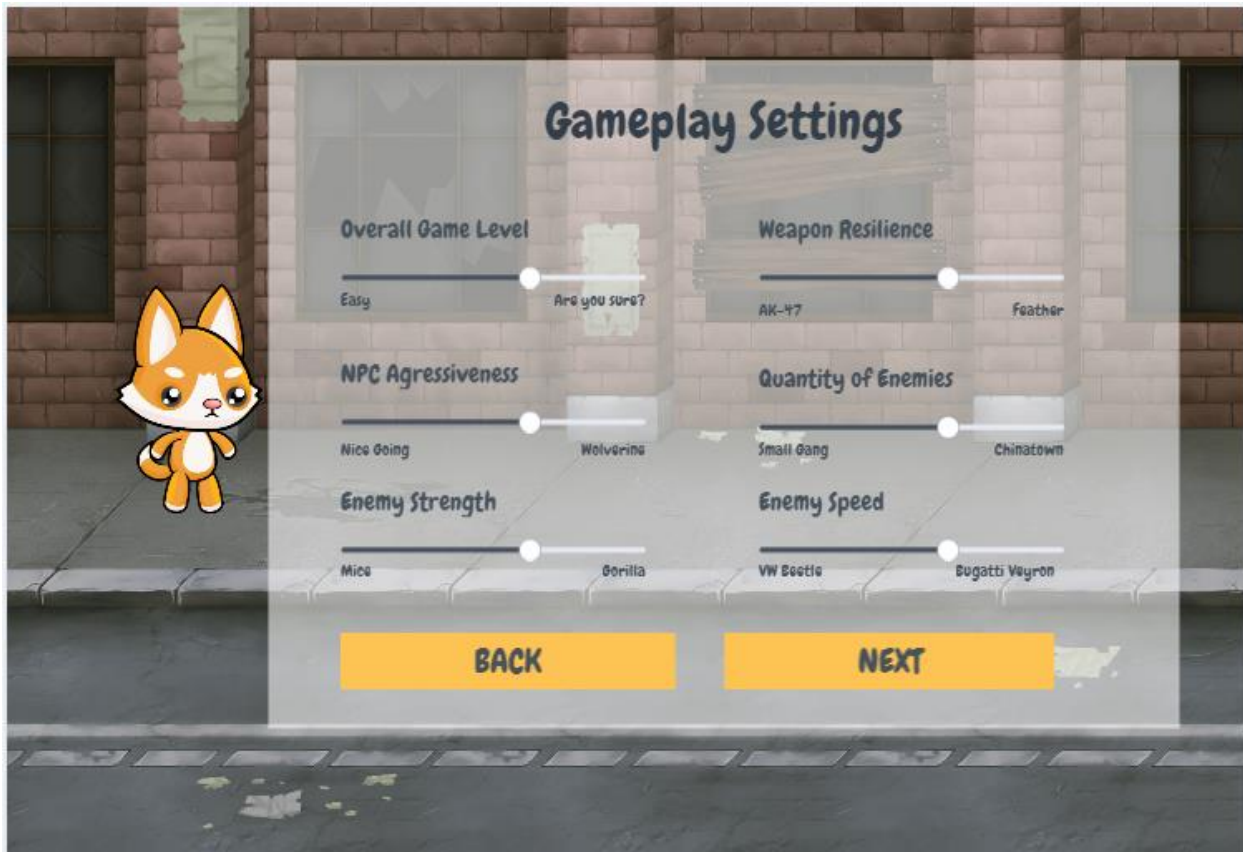 Gameplay Settings
Overall Game Level
Easy Are you sure?
Weapon Resilience
AK-47 Feather
NPC Agressiveness
Nice Going Wolverine
Quantity of Enemies
Small Gang Chinatown
Enemy Strength
Mice Gorilla
Enemy Speed
VW Beetle Bugatti Veyron
BACK NEXT